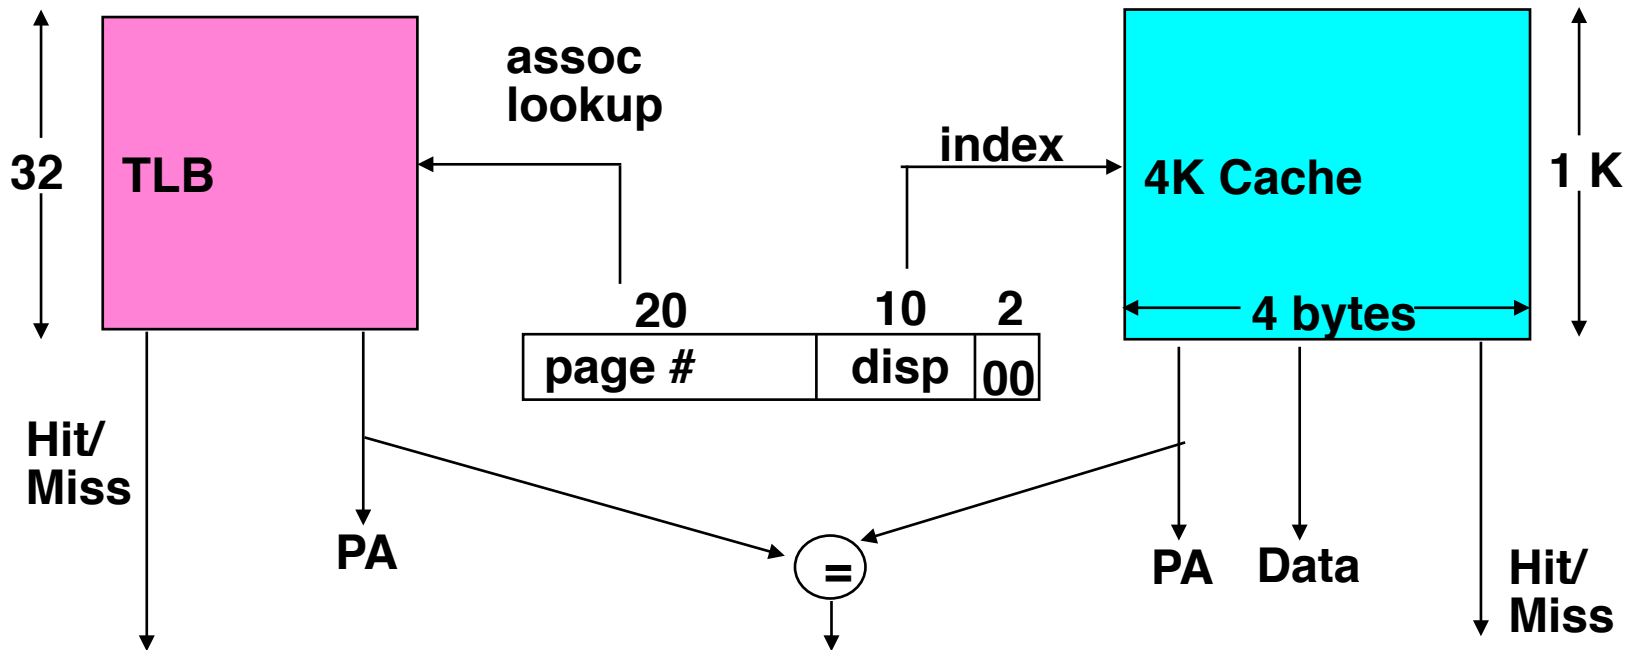 assoc
lookup
32
TLB
index
4K Cache
1 K
20
10
2
4 bytes
page #
disp
00
Hit/
Miss
PA
=
PA
Data
Hit/
Miss